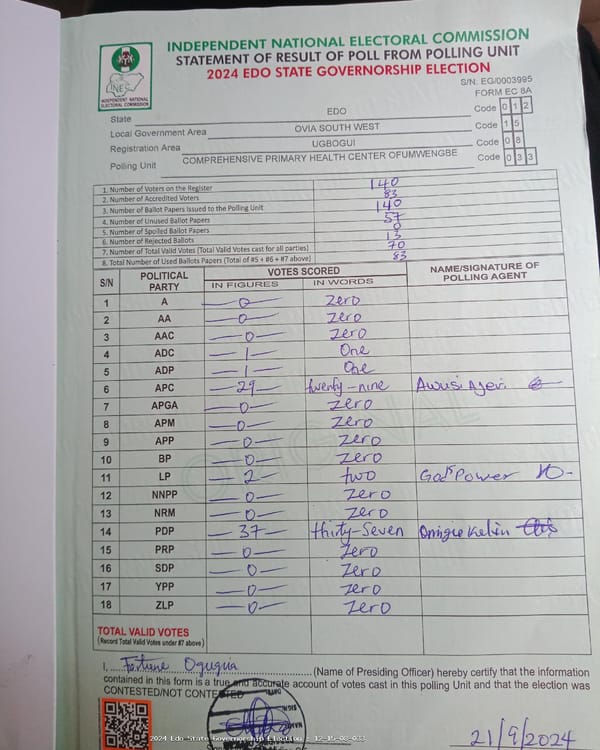 INDEPENDENT NATIONAL ELECTORAL COMMISSION
STATEMENT OF RESULT OF POLL FROM POLLING UNIT
2024 EDO STATE GOVERNORSHIP ELECTION
INEC
INDEPENDENT NATIONAL ELECTORAL COMMISSION
S/N: EG/0003995
FORM EC 8A
State EDO Code 0 1 2
Local Government Area OVIA SOUTH WEST Code 1 5
Registration Area UGBOGUI Code 0 8
Polling Unit COMPREHENSIVE PRIMARY HEALTH CENTER OFUMWENGBE Code 0 3 3
1. Number of Voters on the Register 140
2. Number of Accredited Voters 83
3. Number of Ballot Papers Issued to the Polling Unit 140
4. Number of Unused Ballot Papers 57
5. Number of Spoiled Ballot Papers 0
6. Number of Rejected Ballots 13
7. Number of Total Valid Votes (Total Valid Votes cast for all parties) 70
8. Total Number of Used Ballots Papers (Total of #5 + #6 + #7 above) 83
S/N POLITICAL PARTY VOTES SCORED NAME/SIGNATURE OF POLLING AGENT
IN FIGURES IN WORDS
1 A 0 Zero
2 AA 0 Zero
3 AAC 0 Zero
4 ADC 1 One
5 ADP 1 One
6 APC 29 twenty-nine Awusi Ajevi
7 APGA 0 Zero
8 APM 0 Zero
9 APP 0 Zero
10 BP 0 Zero
11 LP 2 two Gods Power
12 NNPP 0 Zero
13 NRM 0 Zero
14 PDP 37 thirty-Seven Omigie Kelvin
15 PRP 0 Zero
16 SDP 0 Zero
17 YPP 0 Zero
18 ZLP 0 Zero
TOTAL VALID VOTES
(Record Total Valid Votes under #7 above)
I, Fortune Ogugua (Name of Presiding Officer) hereby certify that the information
contained in this form is a true and accurate account of votes cast in this polling Unit and that the election was
CONTESTED/NOT CONTESTED
2024 Edo State Governorship Election : 12-15-08-033
21/9/2024